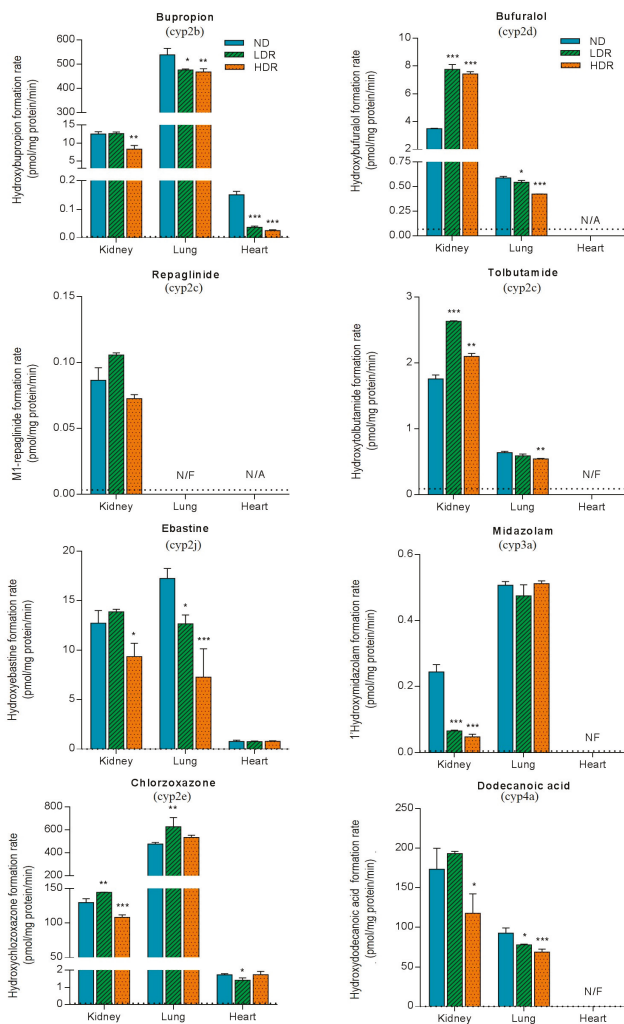 Bupropion
(cyp2b)
Hydroxybupropion formation rate
(pmol/mg protein/min)
600
500
400
300
15
10
5
0.2
0.1
0.0
ND
LDR
HDR
**
*
**
***
***
Kidney
Lung
Heart
Bufuralol
(cyp2d)
Hydroxybufuralol formation rate
(pmol/mg protein/min)
10
8
6
4
2
0.75
0.50
0.25
0.00
ND
LDR
HDR
***
***
*
***
N/A
Kidney
Lung
Heart
Repaglinide
(cyp2c)
M1-repaglinide formation rate
(pmol/mg protein/min)
0.15
0.10
0.05
0.00
N/F
N/A
Kidney
Lung
Heart
Tolbutamide
(cyp2c)
Hydroxytolbutamide formation rate
(pmol/mg protein/min)
3
2
1
0
***
**
**
N/F
Kidney
Lung
Heart
Ebastine
(cyp2j)
Hydroxyebastine formation rate
(pmol/mg protein/min)
20
15
10
5
0
*
*
***
Kidney
Lung
Heart
Midazolam
(cyp3a)
1'Hydroxymidazolam formation rate
(pmol/mg protein/min)
0.6
0.4
0.2
0.0
***
***
NF
Kidney
Lung
Heart
Chlorzoxazone
(cyp2e)
Hydroxychlozoxazone formation rate
(pmol/mg protein/min)
800
600
400
200
150
100
50
2
1
0
**
***
**
*
Kidney
Lung
Heart
Dodecanoic acid
(cyp4a)
Hydroxydodecanoic acid formation rate
(pmol/mg protein/min)
200
150
100
50
0
*
*
***
N/F
Kidney
Lung
Heart